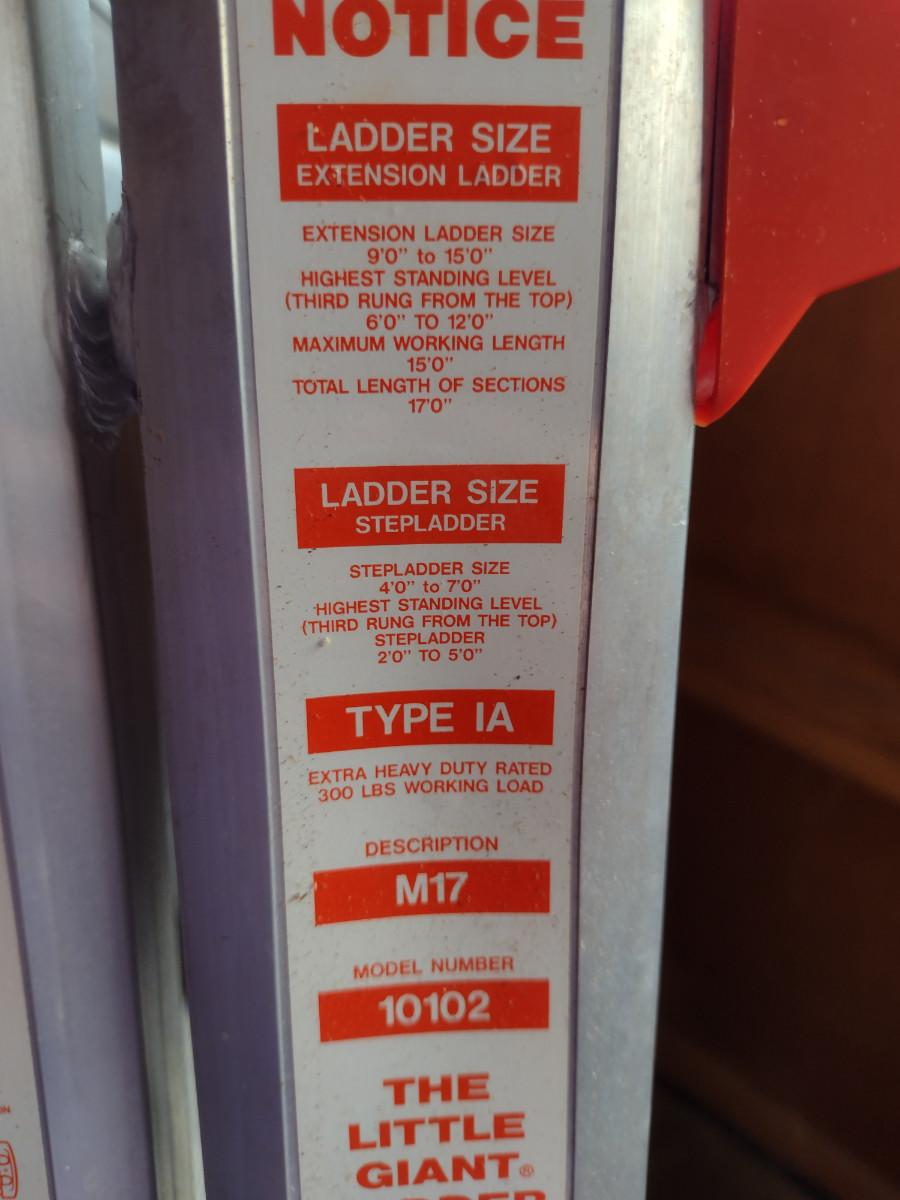 NOTICE
LADDER SIZE
EXTENSION LADDER
EXTENSION LADDER SIZE
9'0" to 15'0"
HIGHEST STANDING LEVEL
(THIRD RUNG FROM THE TOP)
6'0" TO 12'0"
MAXIMUM WORKING LENGTH
15'0"
TOTAL LENGTH OF SECTIONS
17'0"
LADDER SIZE
STEPLADDER
STEPLADDER SIZE
4'0" to 7'0"
HIGHEST STANDING LEVEL
(THIRD RUNG FROM THE TOP)
STEPLADDER
2'0" TO 5'0"
TYPE IA
EXTRA HEAVY DUTY RATED
300 LBS WORKING LOAD
DESCRIPTION
M17
MODEL NUMBER
10102
THE
LITTLE
GIANT®